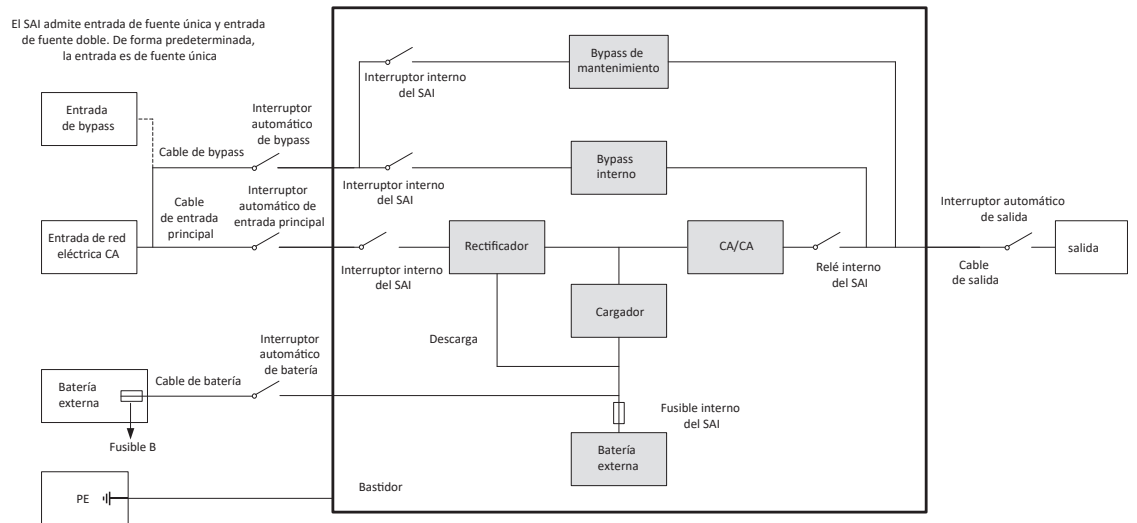 El SAI admite entrada de fuente única y entrada
de fuente doble. De forma predeterminada,
la entrada es de fuente única
Bypass de
mantenimiento
Interruptor interno
del SAI
Entrada
de bypass
Interruptor
automático
de bypass
Cable de bypass
Bypass
interno
Interruptor interno
del SAI
Cable
de entrada
principal
Interruptor
automático de
entrada principal
Interruptor automático
de salida
Entrada de red
eléctrica CA
Rectificador
CA/CA
salida
Interruptor interno
del SAI
Relé interno
del SAI
Cable
de salida
Cargador
Descarga
Interruptor
automático
de batería
Batería
externa
Cable de batería
Fusible interno
del SAI
Fusible B
Batería
externa
PE
Bastidor